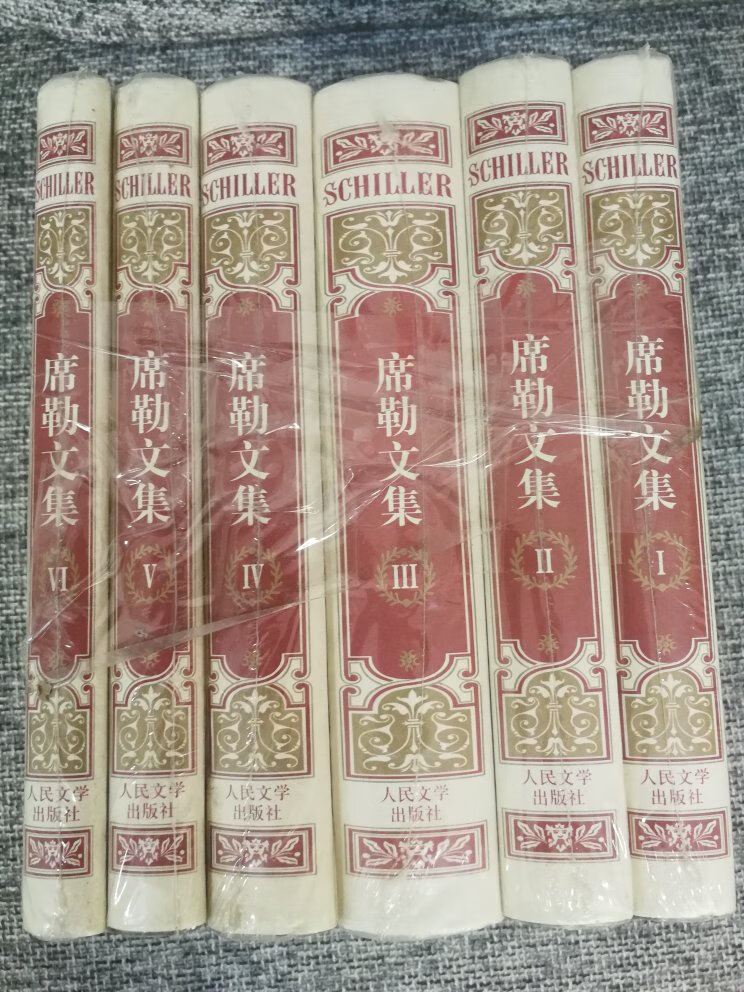 SCHILLER
席勒文集
VI
人民文学
出版社
SCHILLER
席勒文集
V
人民文学
出版社
SCHILLER
席勒文集
IV
人民文学
出版社
SCHILLER
席勒文集
III
人民文学
出版社
SCHILLER
席勒文集
II
人民文学
出版社
SCHILLER
席勒文集
I
人民文学
出版社